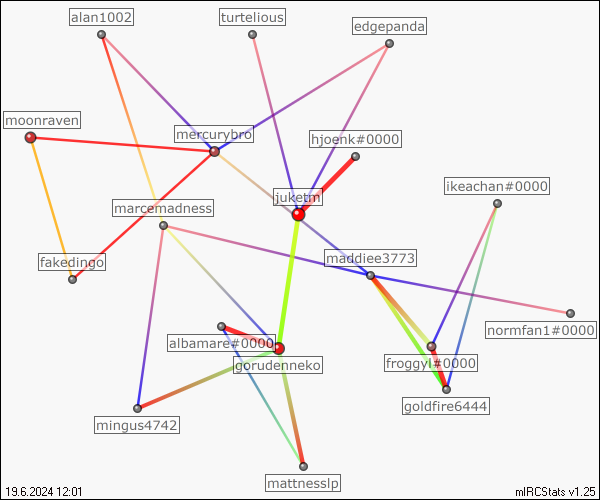 alan1002
turtelious
edgepanda
moonraven
mercurybro
hjoenk#0000
ikeachan#0000
juketm
marcemadness
maddiee3773
fakedingo
normfan1#0000
albamare#0000
froggyl#0000
gorudenneko
goldfire6444
mingus4742
mattnesslp
19.6.2024 12:01
mIRCStats v1.25